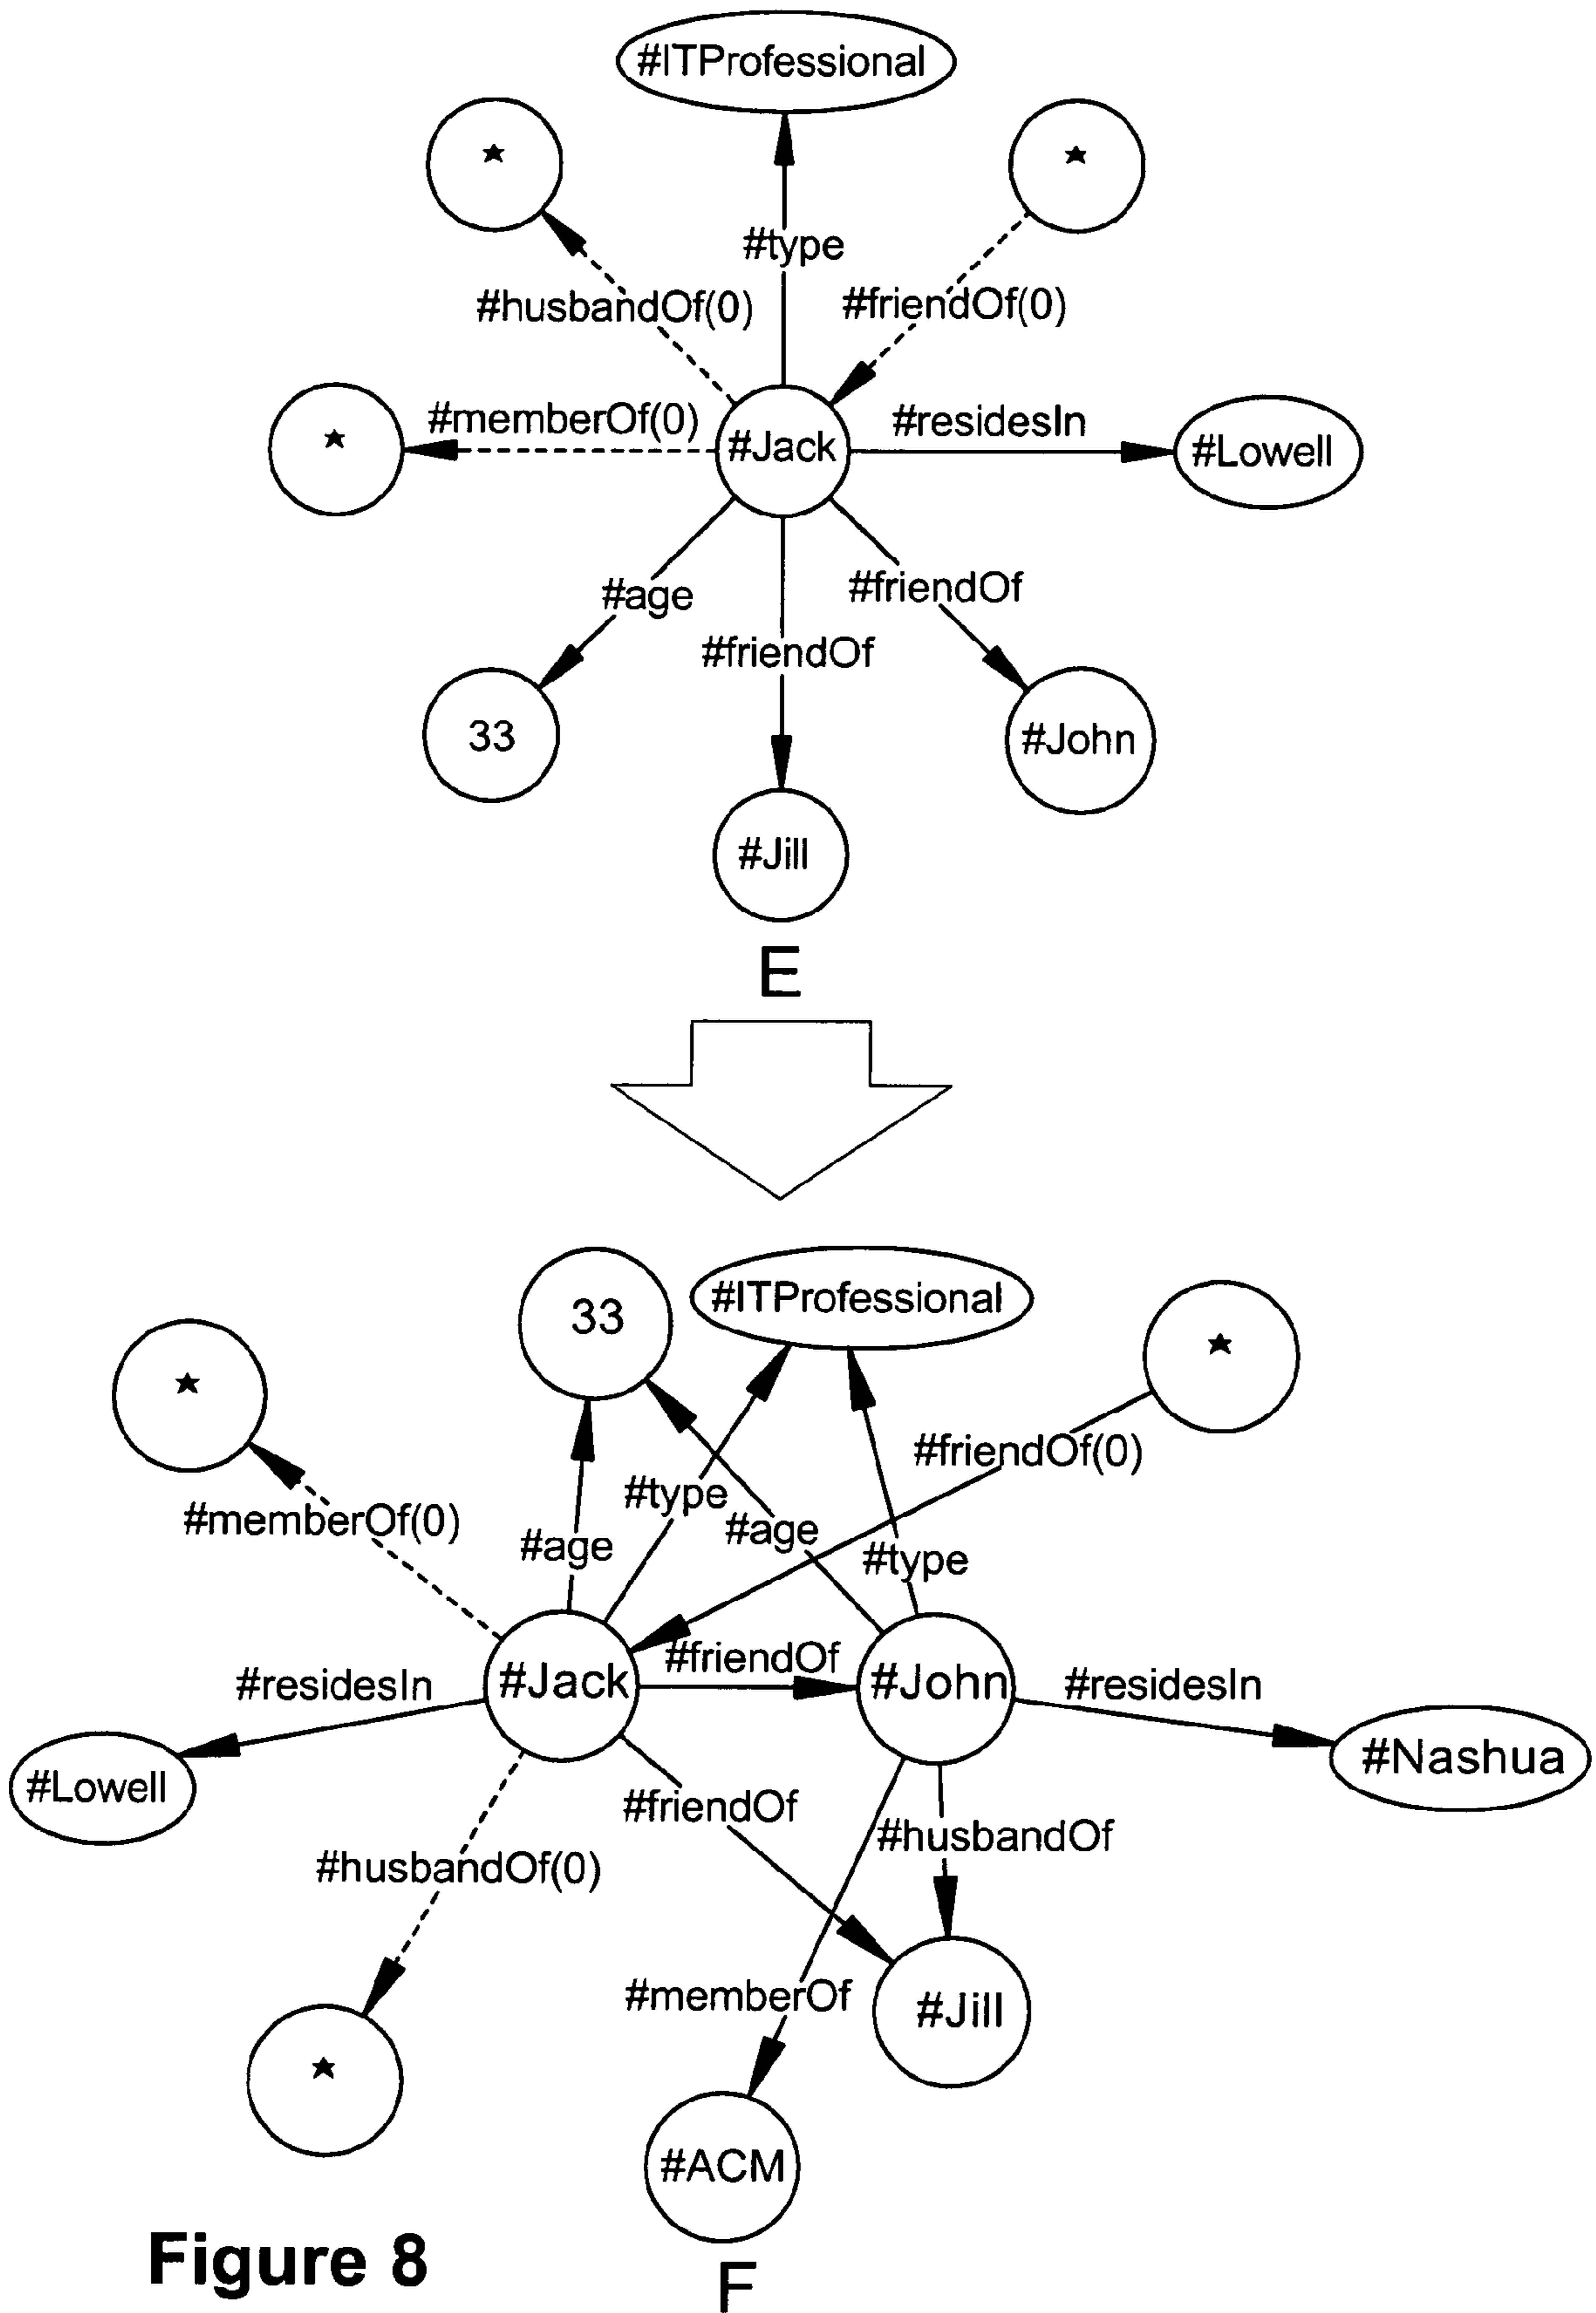 #ITProfessional
*
*
#type
#husbandOf(0)
#friendOf(0)
*
#memberOf(0)
#Jack
#residesIn
#Lowell
#age
#friendOf
#friendOf
33
#John
#Jill
E
33
#ITProfessional
*
*
#friendOf(0)
#type
#memberOf(0)
#age
#age
#type
#residesIn
#Jack
#friendOf
#John
#residesIn
#Lowell
#Nashua
#friendOf
#husbandOf
#husbandOf(0)
*
#memberOf
#Jill
#ACM
Figure 8
F